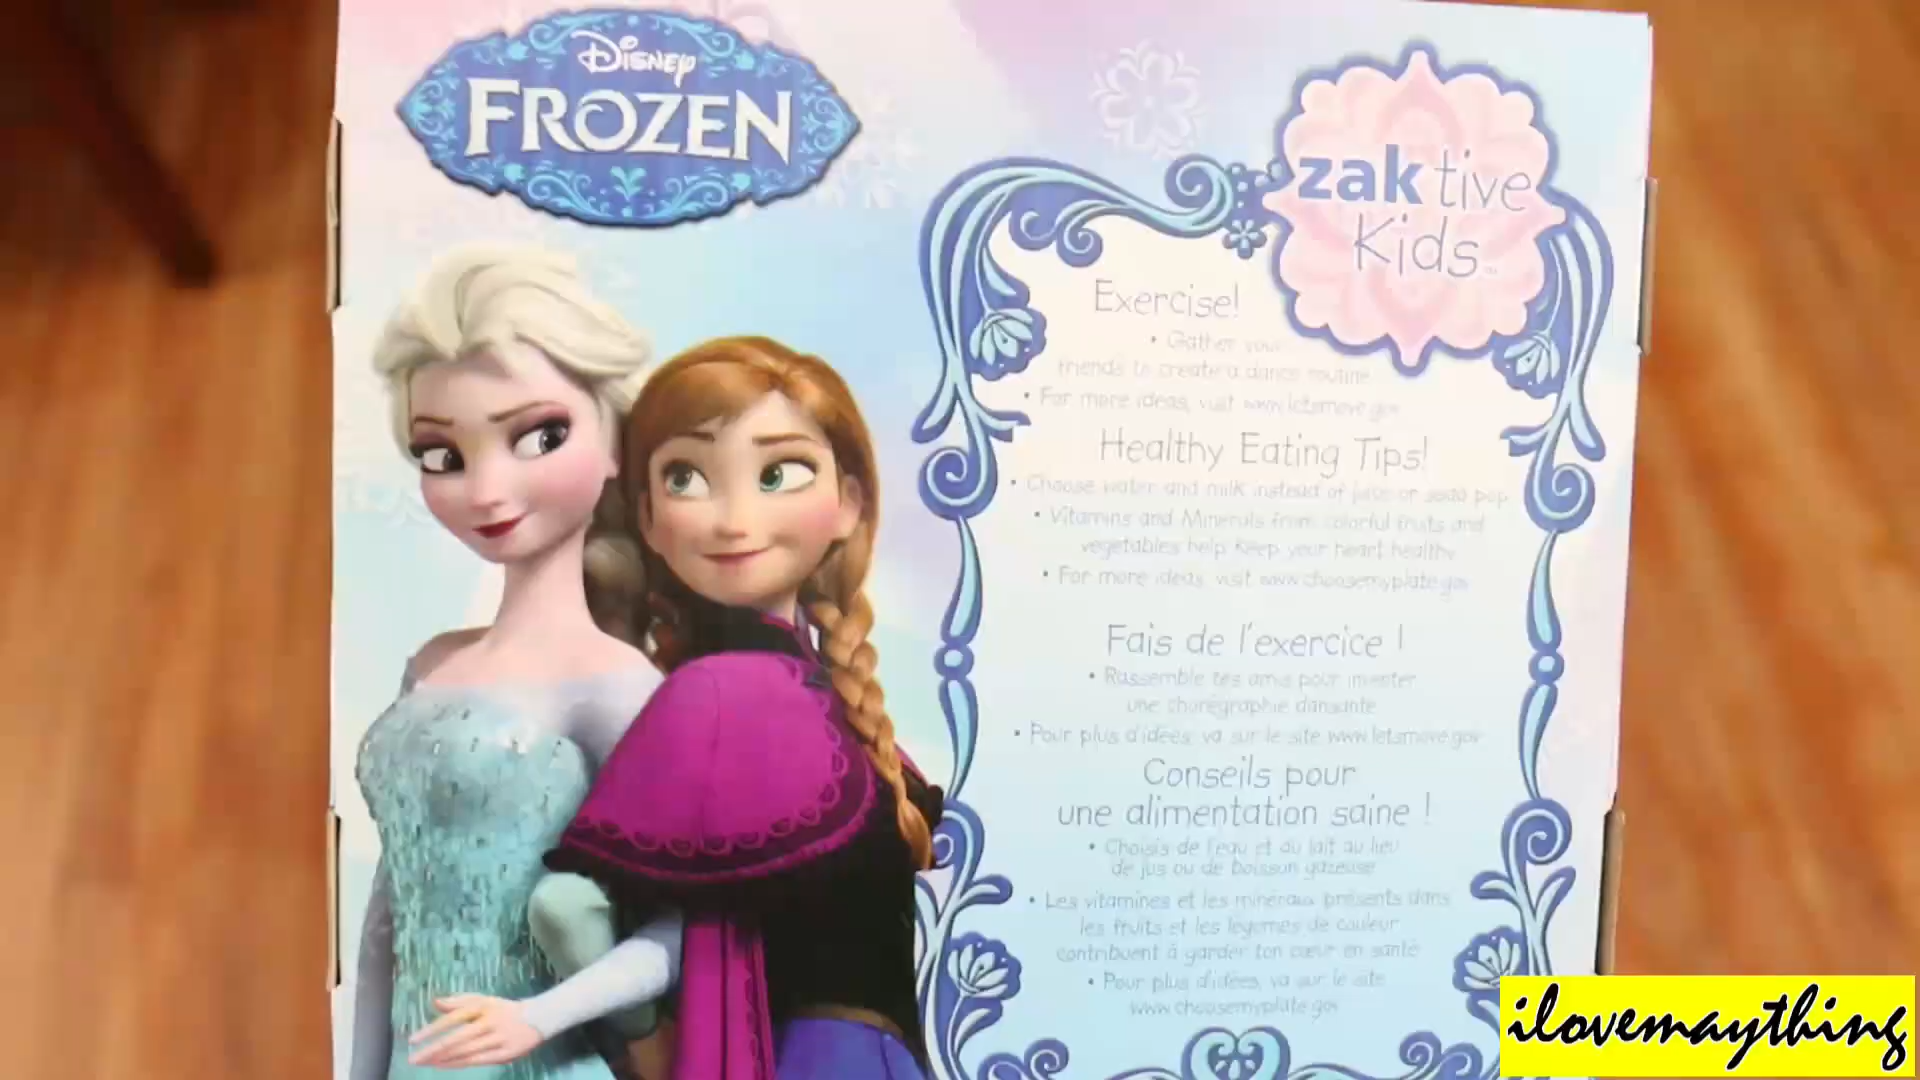 Disney
FROZEN
zaktive
Kids
Exercise!
• Gather your
friends to create a dance routine
• For more ideas, visit www.letsmove.gov
Healthy Eating Tips!
• Choose water and milk instead of juice or soda pop
• Vitamins and Minerals from colorful fruits and
vegetables help keep your heart healthy
• For more ideas, visit www.choosemyplate.gov
Fais de l'exercice !
• Rassemble tes amis pour inventer
une chorégraphie dansante
• Pour plus d'idées, va sur le site www.letsmove.gov
Conseils pour
une alimentation saine !
• Choisis de l'eau et du lait au lieu
de jus ou de boisson gazeuse
• Les vitamines et les minéraux présents dans
les fruits et les légumes de couleur
contribuent à garder ton cœur en santé
• Pour plus d'idées, va sur le site
www.choosemyplate.gov
ilovemaything